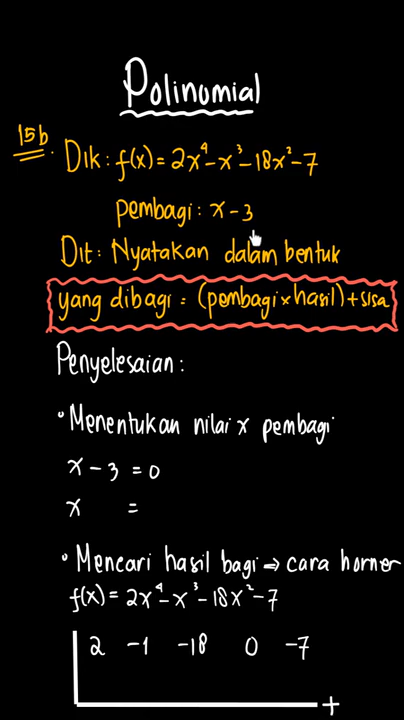 Polinomial
15b. Dik: f(x) = 2x⁴ - x³ - 18x² - 7
pembagi: x - 3
Dit: Nyatakan dalam bentuk
yang dibagi = (pembagi x hasil) + sisa
Penyelesaian:
• Menentukan nilai x pembagi
x - 3 = 0
x =
• Mencari hasil bagi ⇒ cara horner
f(x) = 2x⁴ - x³ - 18x² - 7
2 -1 -18 0 -7
+